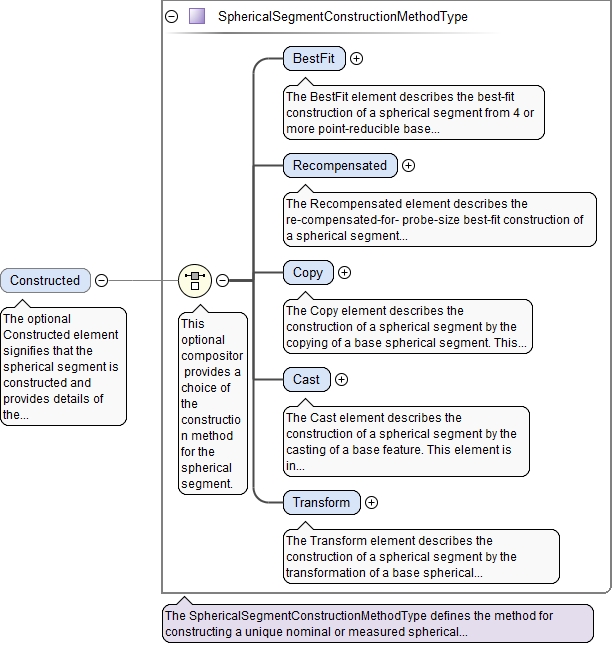 SphericalSegmentConstructionMethodType
BestFit
The BestFit element describes the best-fit
construction of a spherical segment from 4 or
more point-reducible base...
Recompensated
The Recompensated element describes the
re-compensated-for- probe-size best-fit construction of
a spherical segment...
Constructed
The optional
Constructed element
signifies that the
spherical segment is
constructed and
provides details of
the...
This
optional
compositor
provides a
choice of
the
constructio
n method
for the
spherical
segment.
Copy
The Copy element describes the
construction of a spherical segment by the
copying of a base spherical segment. This...
Cast
The Cast element describes the
construction of a spherical segment by the
casting of a base feature. This element is
in...
Transform
The Transform element describes the
construction of a spherical segment by the
transformation of a base spherical...
The SphericalSegmentConstructionMethodType defines the method for
constructing a unique nominal or measured spherical...